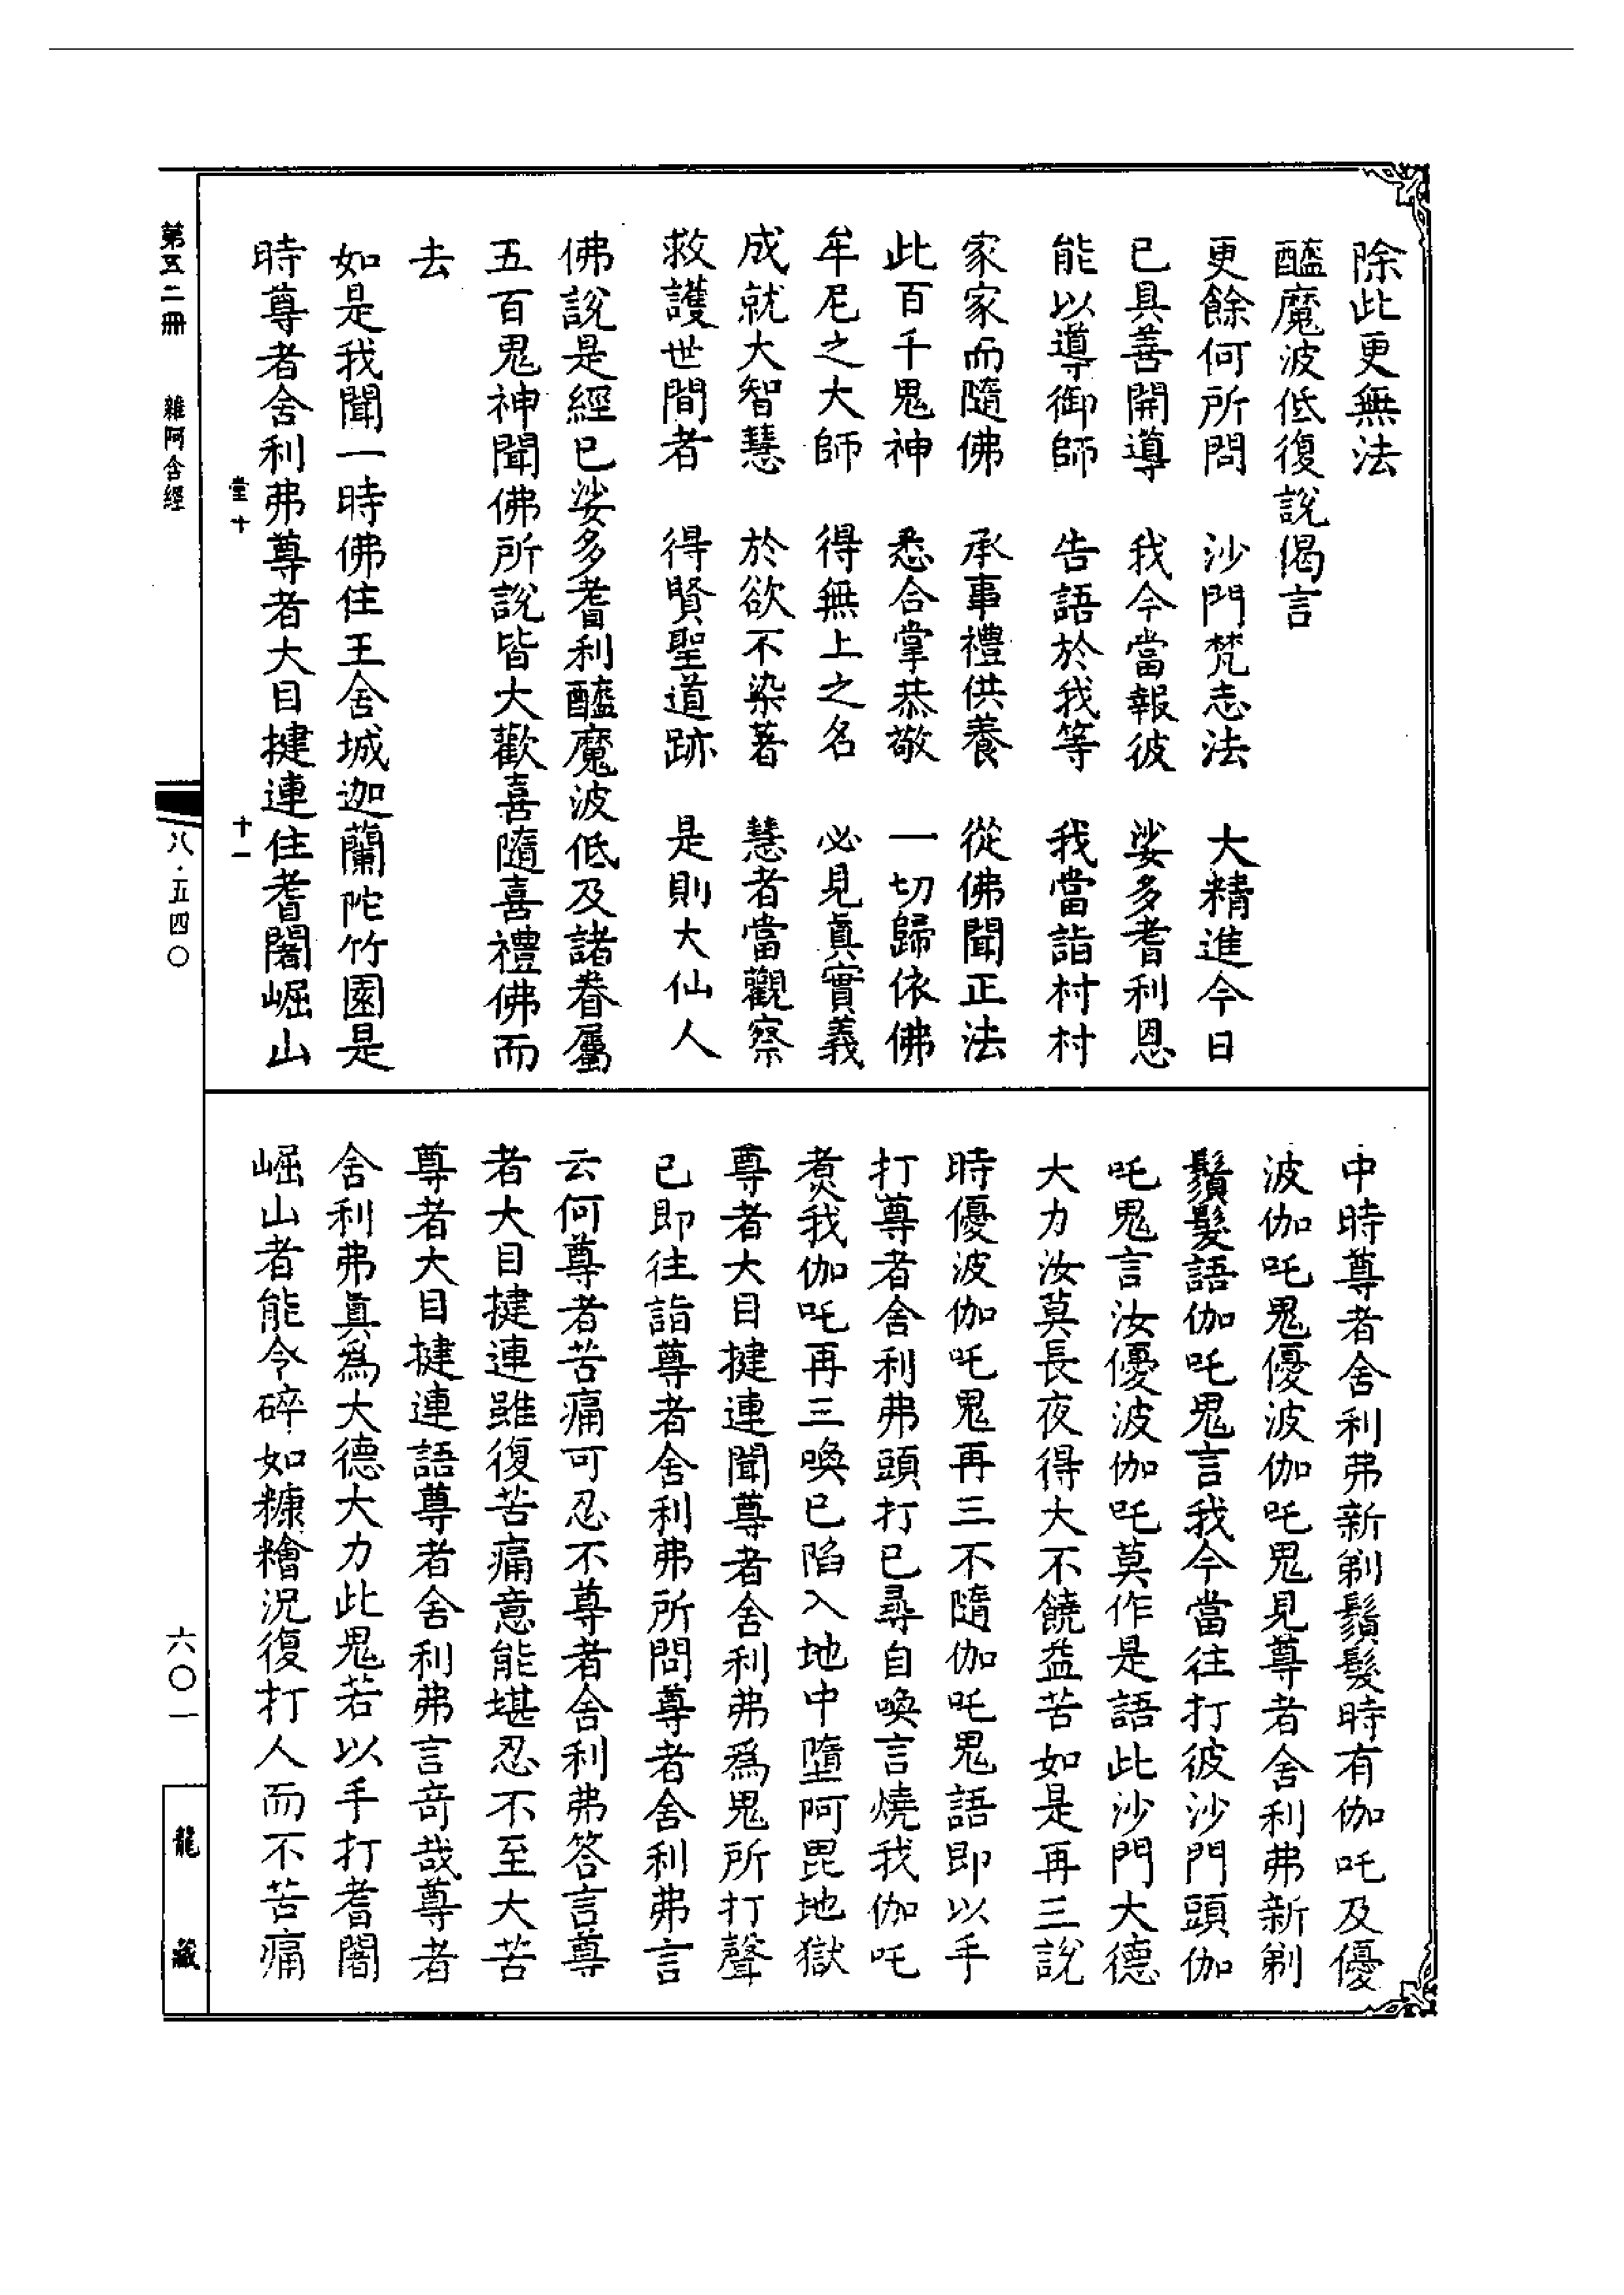 除此更無法
醯魔波低復說偈言
更餘何所問　沙門梵志法　大精進今日
已具善開導　我今當報彼　娑多耆利恩
能以導御師　告語於我等　我當詣村村
家家而隨佛　承事禮供養　從佛聞正法
此百千鬼神　悉合掌恭敬　一切歸依佛
牟尼之大師　得無上之名　必見真實義
成就大智慧　於欲不染著　慧者當觀察
救護世間者　得賢聖道跡　是則大仙人
佛說是經已娑多耆利醯魔波低及諸眷屬
五百鬼神聞佛所說皆大歡喜隨喜禮佛而
去
如是我聞一時佛住王舍城迦蘭陀竹園是
時尊者舍利弗尊者大目揵連住耆闍崛山
中時尊者舍利弗新剃鬚髮時有伽吒及優
波伽吒鬼優波伽吒鬼見尊者舍利弗新剃
鬚髮語伽吒鬼言我今當往打彼沙門頭伽
吒鬼言汝優波伽吒莫作是語此沙門大德
大力汝莫長夜得大不饒益苦如是再三說
時優波伽吒鬼再三不隨伽吒鬼語即以手
打尊者舍利弗頭打已尋自喚言燒我伽吒
煑我伽吒再三喚已陷入地中墮阿毘地獄
尊者大目揵連聞尊者舍利弗為鬼所打聲
已即往詣尊者舍利弗所問尊者舍利弗言
云何尊者苦痛可忍不尊者舍利弗答言尊
者大目揵連雖復苦痛意能堪忍不至大苦
尊者大目揵連語尊者舍利弗言奇哉尊者
舍利弗真為大德大力此鬼若以手打耆闍
崛山者能令碎如糠糩況復打人而不苦痛
堂十　十一
第五二冊　雜阿含經　八·五四〇　六〇一　龍藏